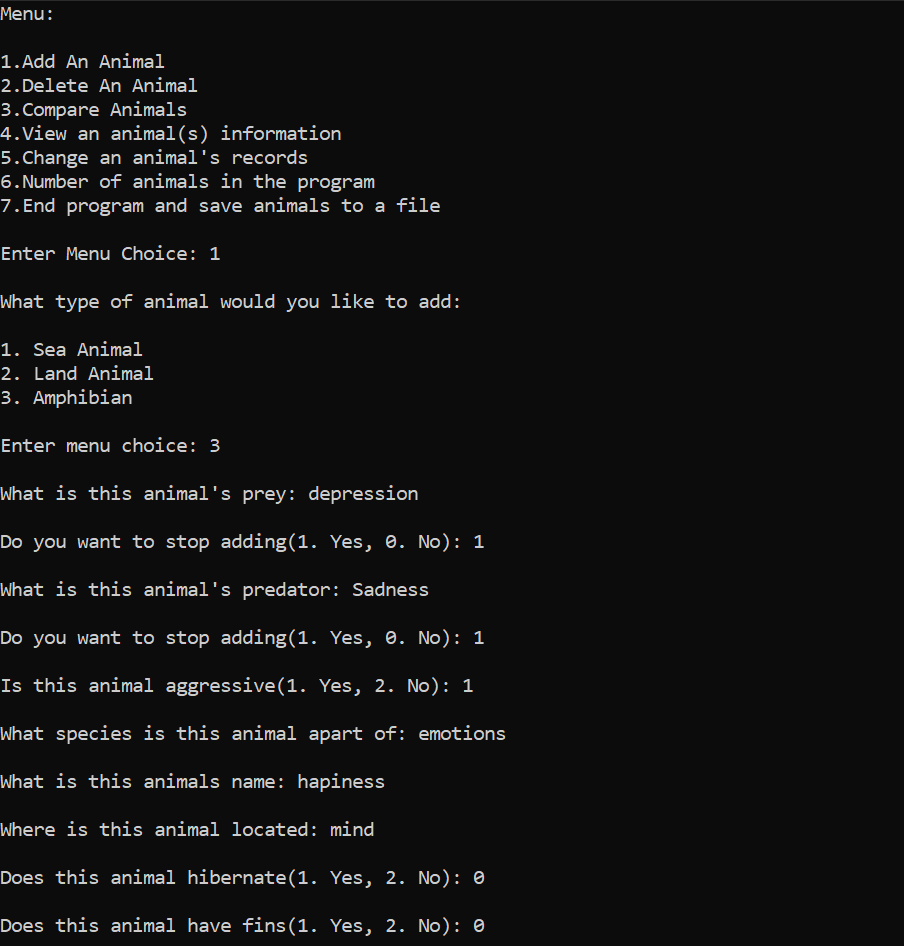 Menu:
1.Add An Animal
2.Delete An Animal
3.Compare Animals
4.View an animal(s) information
5.Change an animal's records
6.Number of animals in the program
7.End program and save animals to a file
Enter Menu Choice: 1
What type of animal would you like to add:
1. Sea Animal
2. Land Animal
3. Amphibian
Enter menu choice: 3
What is this animal's prey: depression
Do you want to stop adding(1. Yes, 0. No): 1
What is this animal's predator: Sadness
Do you want to stop adding(1. Yes, 0. No): 1
Is this animal aggressive(1. Yes, 2. No): 1
What species is this animal apart of: emotions
What is this animals name: hapiness
Where is this animal located: mind
Does this animal hibernate(1. Yes, 2. No): 0
Does this animal have fins(1. Yes, 2. No): 0